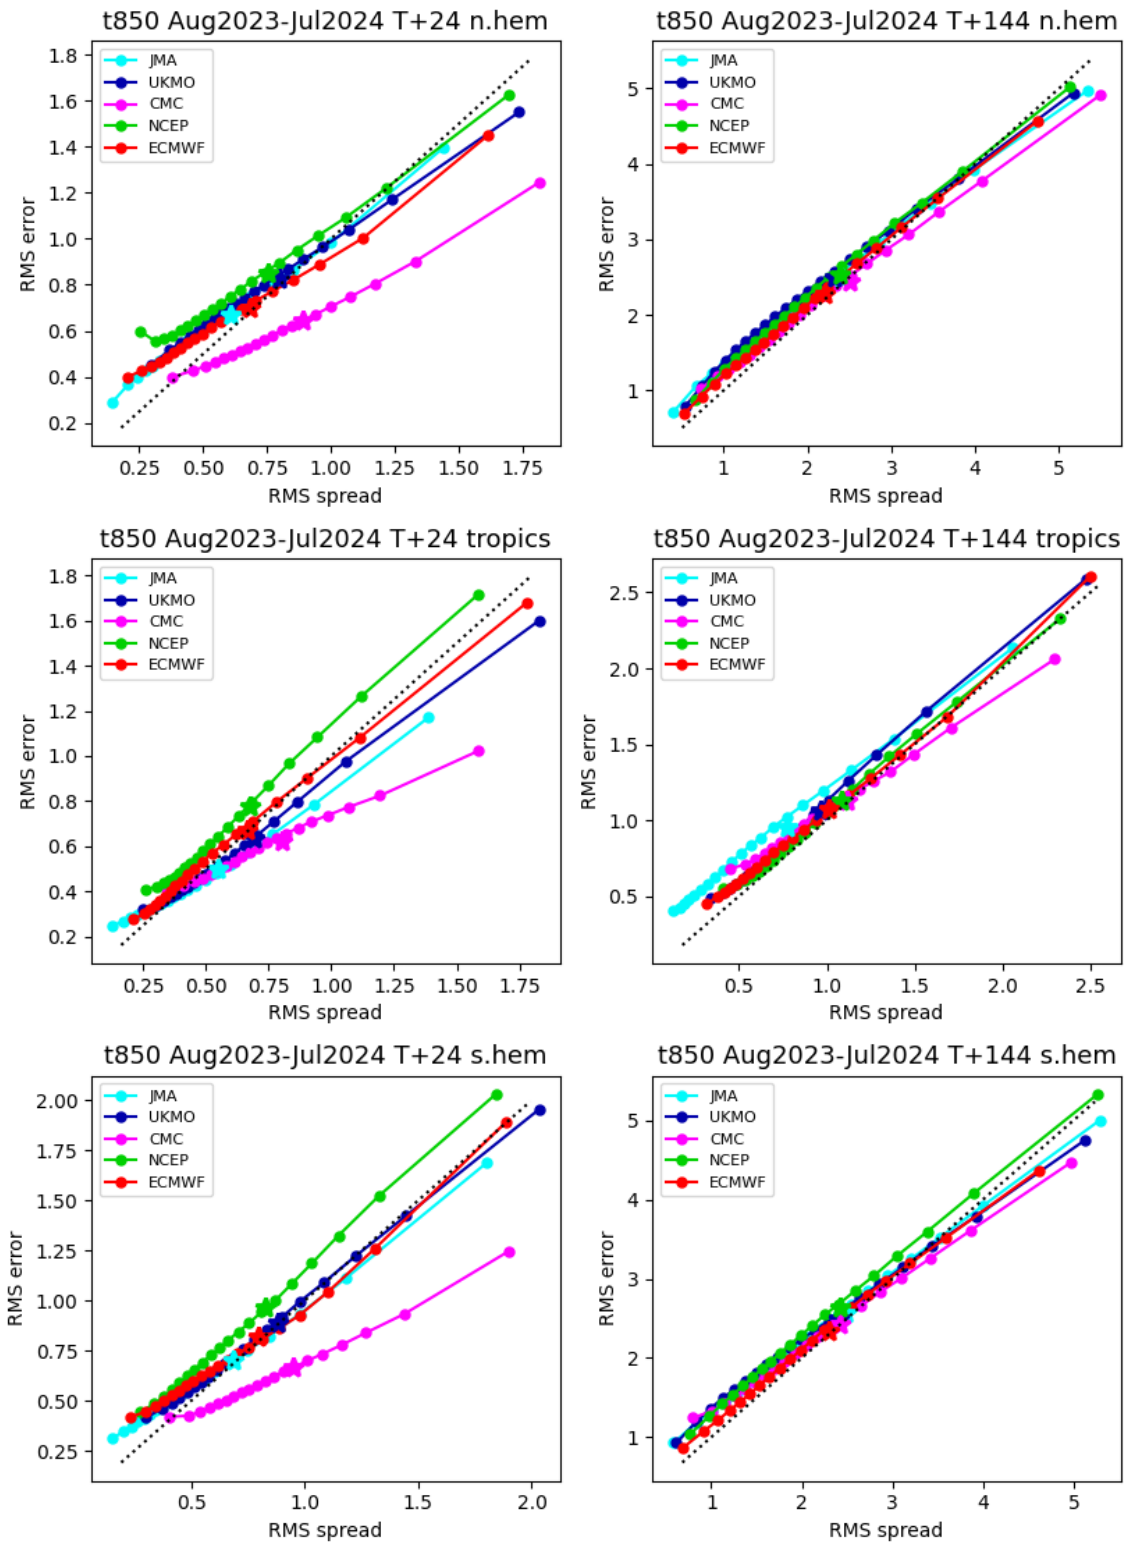 t850 Aug2023-Jul2024 T+24 n.hem
1.8
1.6
1.4
1.2
1.0
0.8
0.6
0.4
0.2
RMS error
JMA
UKMO
CMC
NCEP
ECMWF
0.25 0.50 0.75 1.00 1.25 1.50 1.75
RMS spread
t850 Aug2023-Jul2024 T+144 n.hem
5
4
3
2
1
RMS error
JMA
UKMO
CMC
NCEP
ECMWF
1 2 3 4 5
RMS spread
t850 Aug2023-Jul2024 T+24 tropics
1.8
1.6
1.4
1.2
1.0
0.8
0.6
0.4
0.2
RMS error
JMA
UKMO
CMC
NCEP
ECMWF
0.25 0.50 0.75 1.00 1.25 1.50 1.75
RMS spread
t850 Aug2023-Jul2024 T+144 tropics
2.5
2.0
1.5
1.0
0.5
RMS error
JMA
UKMO
CMC
NCEP
ECMWF
0.5 1.0 1.5 2.0 2.5
RMS spread
t850 Aug2023-Jul2024 T+24 s.hem
2.00
1.75
1.50
1.25
1.00
0.75
0.50
0.25
RMS error
JMA
UKMO
CMC
NCEP
ECMWF
0.5 1.0 1.5 2.0
RMS spread
t850 Aug2023-Jul2024 T+144 s.hem
5
4
3
2
1
RMS error
JMA
UKMO
CMC
NCEP
ECMWF
1 2 3 4 5
RMS spread